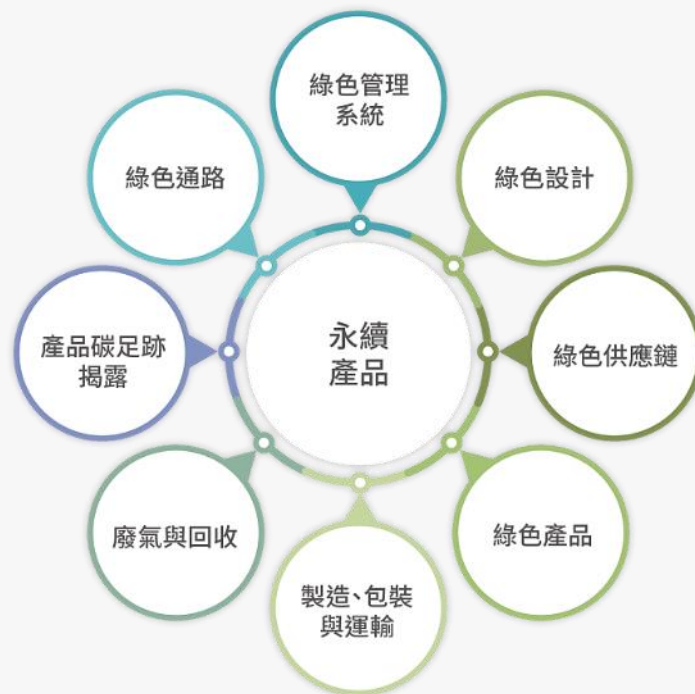 綠色管理
系統
綠色設計
綠色供應鏈
綠色產品
製造、包裝
與運輸
廢氣與回收
產品碳足跡
揭露
綠色通路
永續
產品